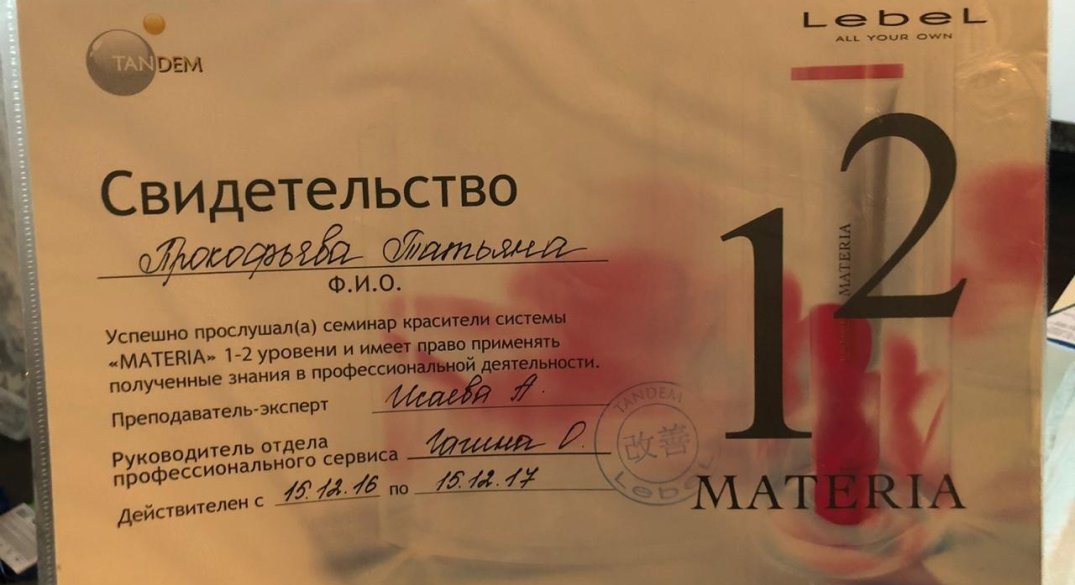 TANDEM
LebeL
ALL YOUR OWN
12
MATERIA
Свидетельство
Прокофьева Татьяна
Ф.И.О.
Успешно прослушал(а) семинар красители системы
«MATERIA» 1-2 уровени и имеет право применять
полученные знания в профессиональной деятельности.
Преподаватель-эксперт Исаева А.
Руководитель отдела
профессионального сервиса О.
Действителен с 15.12.16 по 15.12.17
TANDEM
改善
Lebel
MATERIA